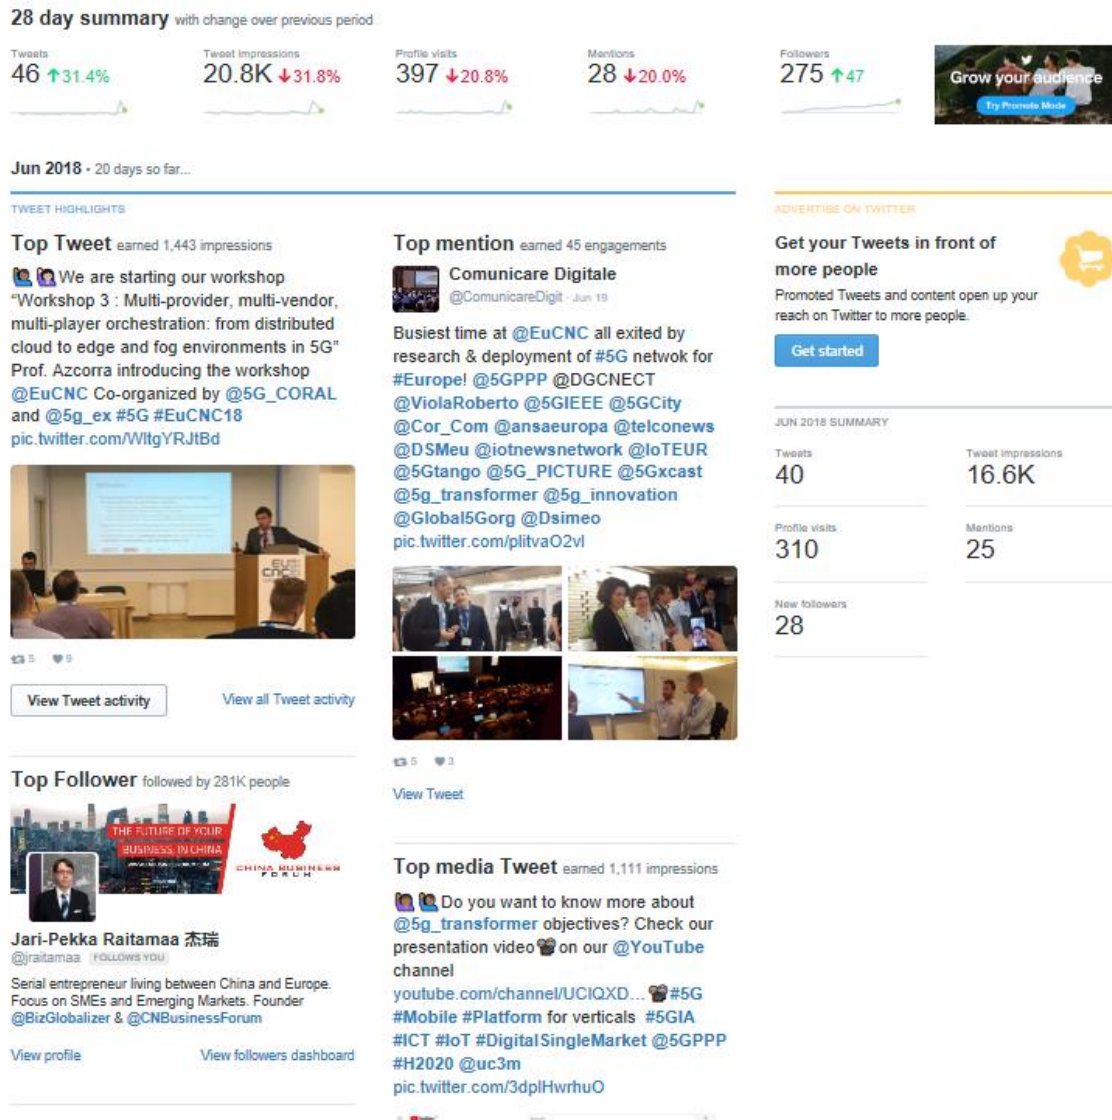 28 day summary with change over previous period
Tweets
46 ↑31.4%
Tweet impressions
20.8K ↓31.8%
Profile visits
397 ↓20.8%
Mentions
28 ↓20.0%
Followers
275 ↑47
Grow your audience
Try Promote Mode
Jun 2018 • 20 days so far...
TWEET HIGHLIGHTS
Top Tweet earned 1,443 impressions
We are starting our workshop
“Workshop 3 : Multi-provider, multi-vendor,
multi-player orchestration: from distributed
cloud to edge and fog environments in 5G”
Prof. Azcorra introducing the workshop
@EuCNC Co-organized by @5G_CORAL
and @5g_ex #5G #EuCNC18
pic.twitter.com/WltgYRJtBd
EUCNC
5 9
View Tweet activity
View all Tweet activity
Top Follower followed by 281K people
THE FUTURE OF YOUR
BUSINESS, IN CHINA
CHINA BUSINESS
FORUM
Jari-Pekka Raitamaa 杰瑞
@jraitamaa FOLLOWS YOU
Serial entrepreneur living between China and Europe.
Focus on SMEs and Emerging Markets. Founder
@BizGlobalizer & @CNBusinessForum
View profile
View followers dashboard
Top mention earned 45 engagements
Comunicare Digitale
@ComunicareDigit · Jun 19
Busiest time at @EuCNC all exited by
research & deployment of #5G netwok for
#Europe! @5GPPP @DGCNECT
@ViolaRoberto @5GIEEE @5GCity
@Cor_Com @ansaeuropa @telconews
@DSMeu @iotnewsnetwork @IoTEUR
@5Gtango @5G_PICTURE @5Gxcast
@5g_transformer @5g_innovation
@Global5Gorg @Dsimeo
pic.twitter.com/plitvaO2vl
5 3
View Tweet
Top media Tweet earned 1,111 impressions
Do you want to know more about
@5g_transformer objectives? Check our
presentation video on our @YouTube
channel
youtube.com/channel/UCIQXD... #5G
#Mobile #Platform for verticals #5GIA
#ICT #IoT #DigitalSingleMarket @5GPPP
#H2020 @uc3m
pic.twitter.com/3dplHwrhuO
ADVERTISE ON TWITTER
Get your Tweets in front of
more people
Promoted Tweets and content open up your
reach on Twitter to more people.
Get started
JUN 2018 SUMMARY
Tweets
40
Tweet impressions
16.6K
Profile visits
310
Mentions
25
New followers
28